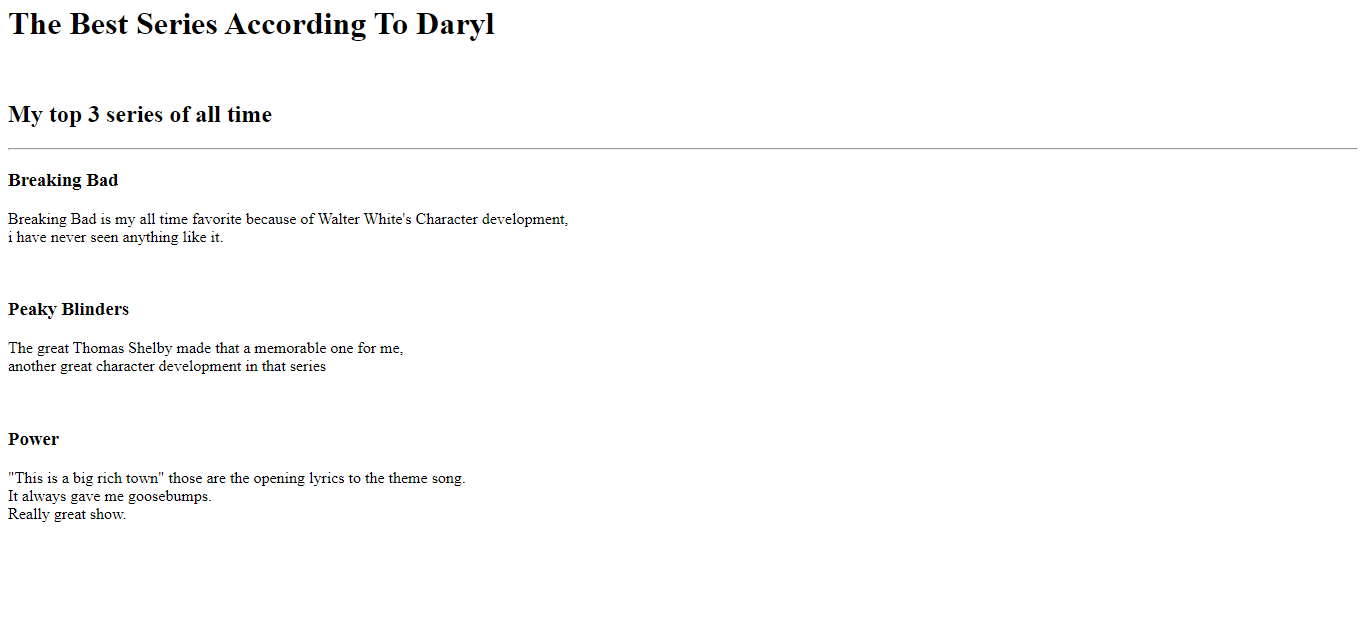 The Best Series According To Daryl
My top 3 series of all time
Breaking Bad
Breaking Bad is my all time favorite because of Walter White's Character development,
i have never seen anything like it.
Peaky Blinders
The great Thomas Shelby made that a memorable one for me,
another great character development in that series
Power
"This is a big rich town" those are the opening lyrics to the theme song.
It always gave me goosebumps.
Really great show.